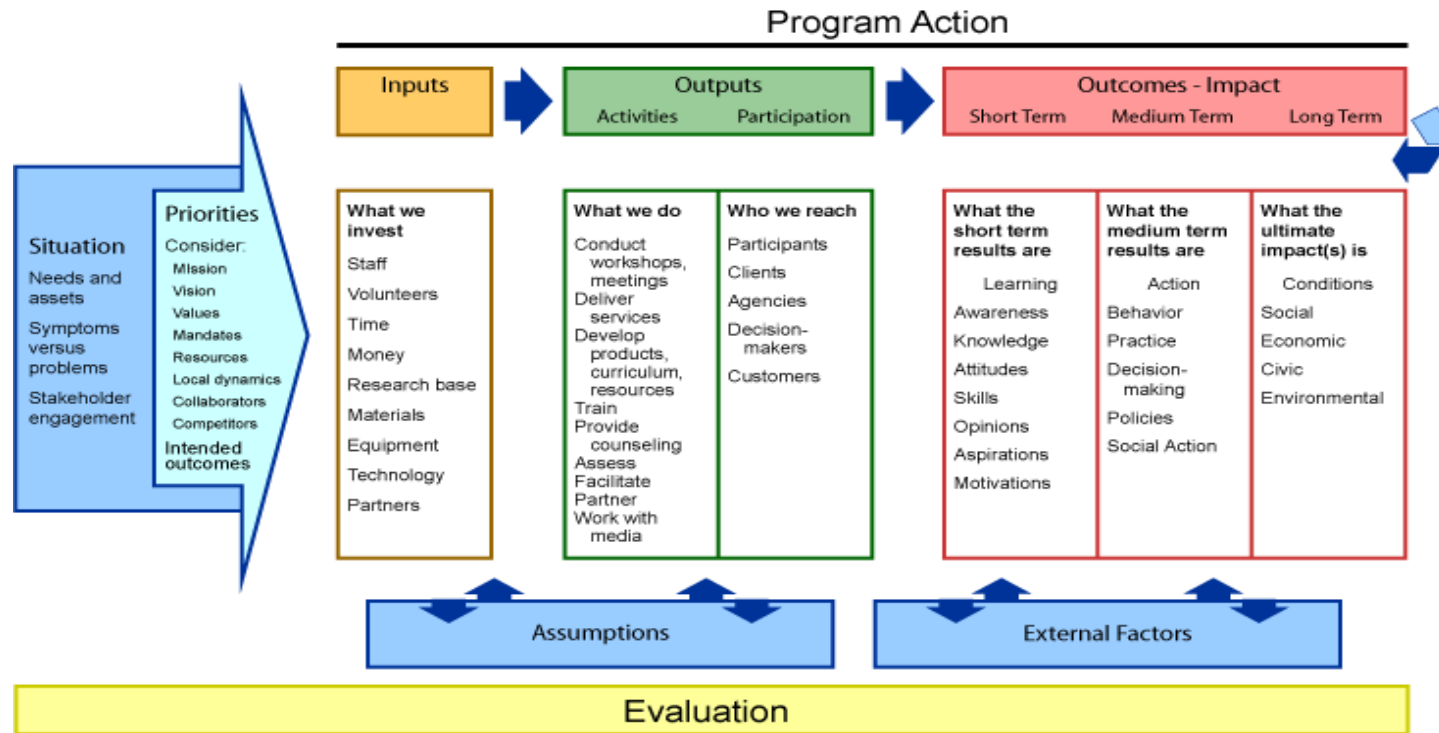 Program Action
Inputs
Outputs
Activities Participation
Outcomes - Impact
Short Term Medium Term Long Term
Situation
Needs and
assets
Symptoms
versus
problems
Stakeholder
engagement
Priorities
Consider:
MIssion
Vision
Values
Mandates
Resources
Local dynamics
Collaborators
Competitors
Intended
outcomes
What we
invest
Staff
Volunteers
Time
Money
Research base
Materials
Equipment
Technology
Partners
What we do
Conduct
workshops,
meetings
Deliver
services
Develop
products,
curriculum,
resources
Train
Provide
counseling
Assess
Facilitate
Partner
Work with
media
Who we reach
Participants
Clients
Agencies
Decision-
makers
Customers
What the
short term
results are
Learning
Awareness
Knowledge
Attitudes
Skills
Opinions
Aspirations
Motivations
What the
medium term
results are
Action
Behavior
Practice
Decision-
making
Policies
Social Action
What the
ultimate
impact(s) is
Conditions
Social
Economic
Civic
Environmental
Assumptions
External Factors
Evaluation